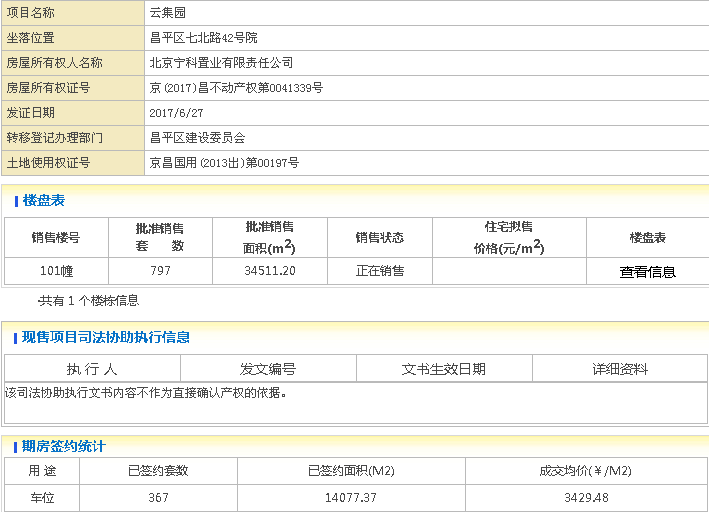 项目名称 云集园
坐落位置 昌平区七北路42号院
房屋所有权人名称 北京宁科置业有限责任公司
房屋所有权证号 京(2017)昌不动产权第0041339号
发证日期 2017/6/27
转移登记办理部门 昌平区建设委员会
土地使用权证号 京昌国用(2013出)第00197号
楼盘表
销售楼号 批准销售套 数 批准销售面积(m2) 销售状态 住宅拟售价格(元/m2) 楼盘表
101幢 797 34511.20 正在销售 查看信息
·共有 1 个楼栋信息
现售项目司法协助执行信息
执 行 人 发文编号 文书生效日期 详细资料
该司法协助执行文书内容不作为直接确认产权的依据。
期房签约统计
用 途 已签约套数 已签约面积(M2) 成交均价(￥/M2)
车位 367 14077.37 3429.48